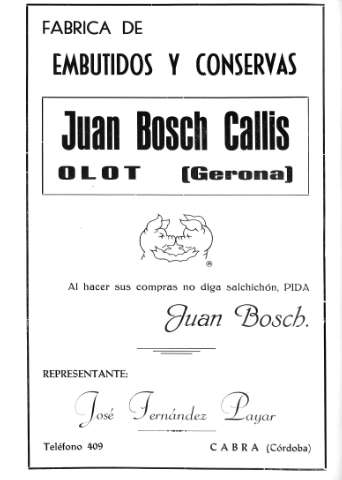 FABRICA DE
EMBUTIDOS Y CONSERVAS
Juan Bosch Callis
OLOT (Gerona)
®
Al hacer sus compras no diga salchichón, PIDA
Juan Bosch.
REPRESENTANTE:
José Fernández Payar
Teléfono 409 CABRA (Córdoba)